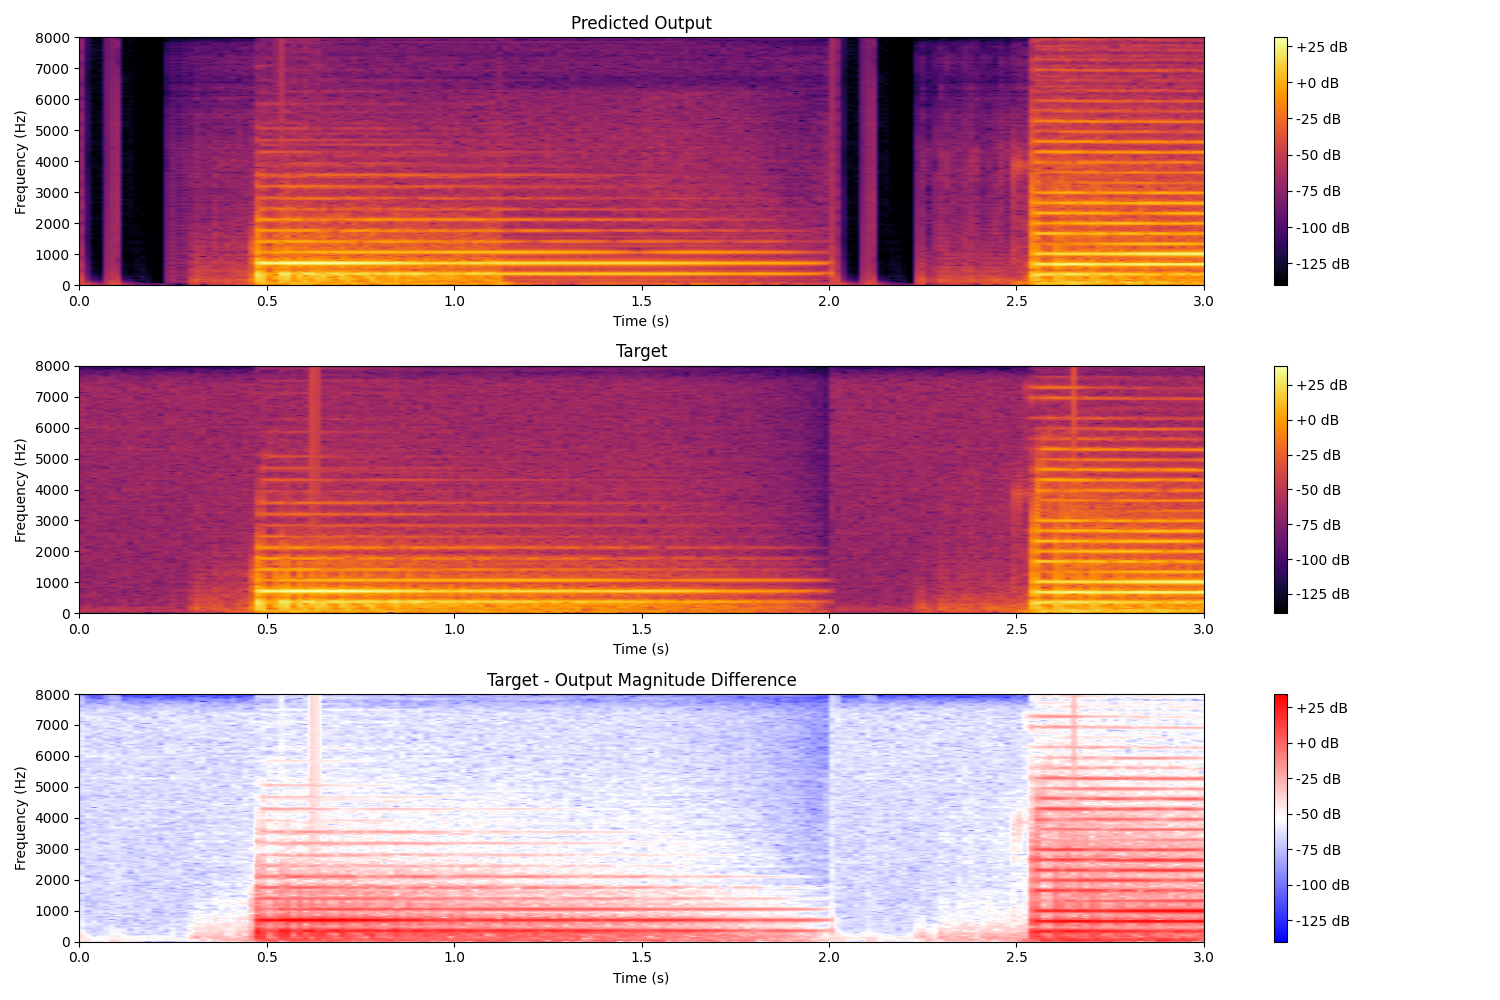 Predicted Output
8000
7000
6000
5000
4000
3000
2000
1000
0
Frequency (Hz)
0.0 0.5 1.0 1.5 2.0 2.5 3.0
Time (s)
+25 dB
+0 dB
-25 dB
-50 dB
-75 dB
-100 dB
-125 dB
Target
8000
7000
6000
5000
4000
3000
2000
1000
0
Frequency (Hz)
0.0 0.5 1.0 1.5 2.0 2.5 3.0
Time (s)
+25 dB
+0 dB
-25 dB
-50 dB
-75 dB
-100 dB
-125 dB
Target - Output Magnitude Difference
8000
7000
6000
5000
4000
3000
2000
1000
0
Frequency (Hz)
0.0 0.5 1.0 1.5 2.0 2.5 3.0
Time (s)
+25 dB
+0 dB
-25 dB
-50 dB
-75 dB
-100 dB
-125 dB